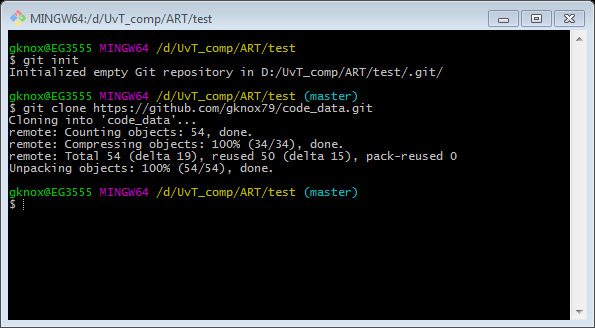 MINGW64:/d/UvT_comp/ART/test
gknox@EG3555 MINGW64 /d/UvT_comp/ART/test
$ git init
Initialized empty Git repository in D:/UvT_comp/ART/test/.git/
gknox@EG3555 MINGW64 /d/UvT_comp/ART/test (master)
$ git clone https://github.com/gknox79/code_data.git
Cloning into 'code_data'...
remote: Counting objects: 54, done.
remote: Compressing objects: 100% (34/34), done.
remote: Total 54 (delta 19), reused 50 (delta 15), pack-reused 0
Unpacking objects: 100% (54/54), done.
gknox@EG3555 MINGW64 /d/UvT_comp/ART/test (master)
$